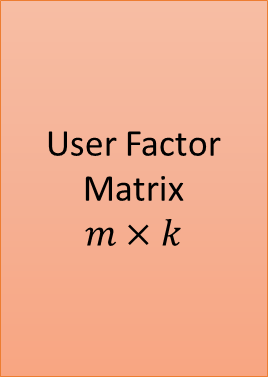 User Factor
Matrix
m × k